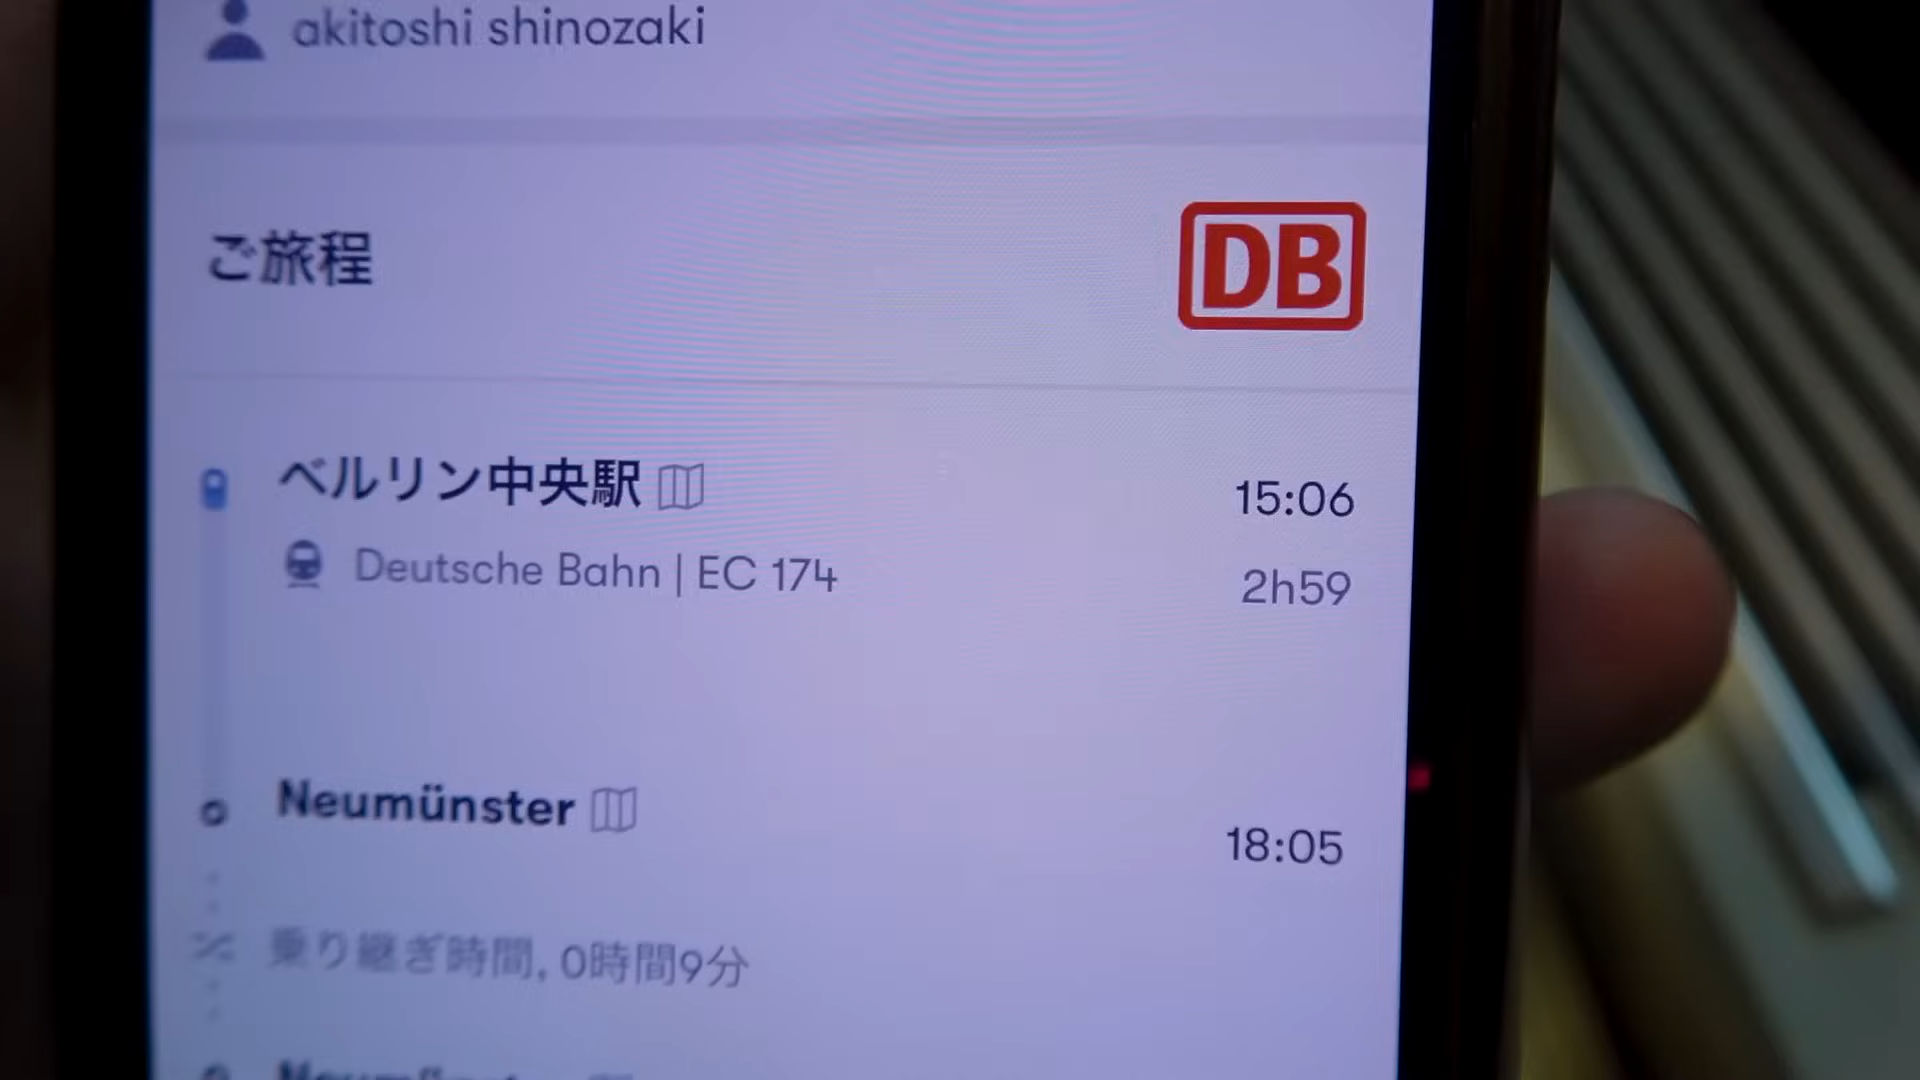 akitoshi shinozaki
ご旅程
DB
ベルリン中央駅
15:06
Deutsche Bahn | EC 174
2h59
Neumünster
18:05
乗り継ぎ時間, 0時間9分